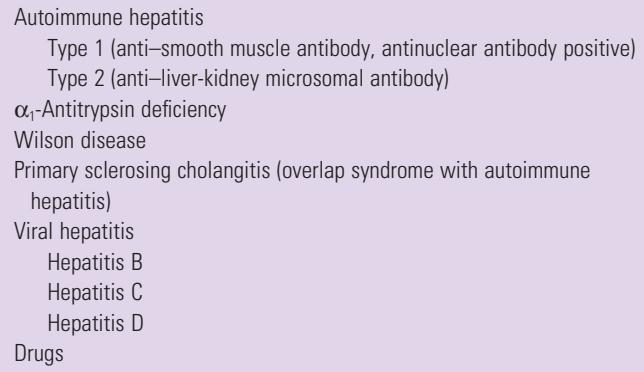 Autoimmune hepatitis
Type 1 (anti–smooth muscle antibody, antinuclear antibody positive)
Type 2 (anti–liver-kidney microsomal antibody)
α₁-Antitrypsin deficiency
Wilson disease
Primary sclerosing cholangitis (overlap syndrome with autoimmune
hepatitis)
Viral hepatitis
Hepatitis B
Hepatitis C
Hepatitis D
Drugs